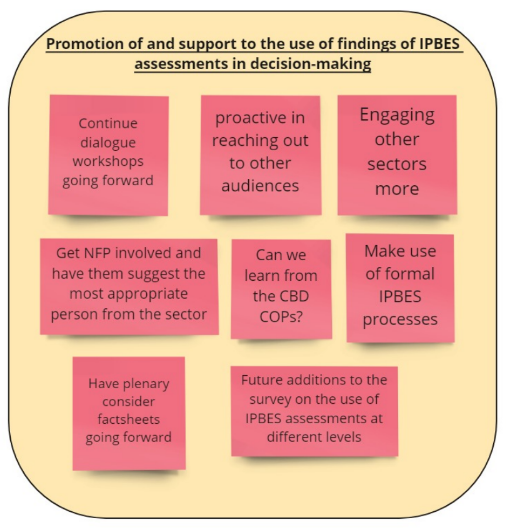 Promotion of and support to the use of findings of IPBES
assessments in decision-making
Continue
dialogue
workshops
going forward
proactive in
reaching out
to other
audiences
Engaging
other
sectors
more
Get NFP involved and
have them suggest the
most appropriate
person from the sector
Can we
learn from
the CBD
COPs?
Make use
of formal
IPBES
processes
Have plenary
consider
factsheets
going forward
Future additions to the
survey on the use of
IPBES assessments at
different levels